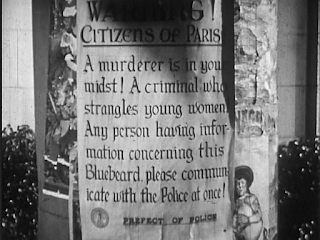 WARNING!
CITIZENS OF PARIS
A murderer is in you
midst! A criminal who
strangles young women.
Any person having infor-
mation concerning this
Bluebeard, please commun-
icate with the Police at once!
PREFECT OF POLICE